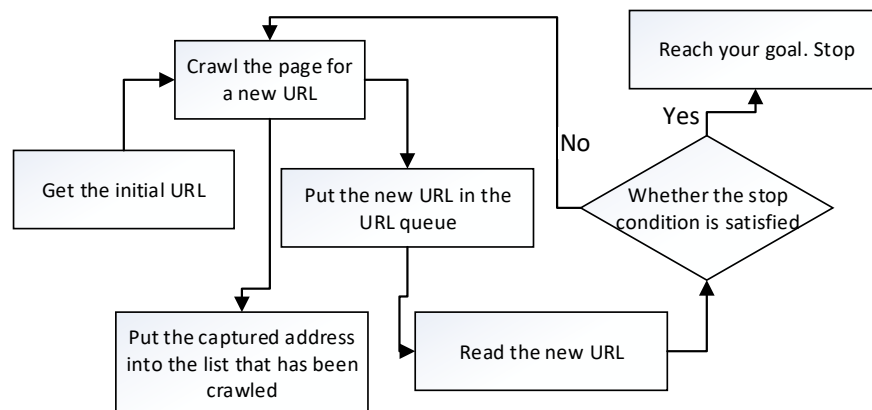 Crawl the page for
a new URL
Reach your goal. Stop
Yes
No
Get the initial URL
Put the new URL in the
URL queue
Whether the stop
condition is satisfied
Put the captured address
into the list that has been
crawled
Read the new URL